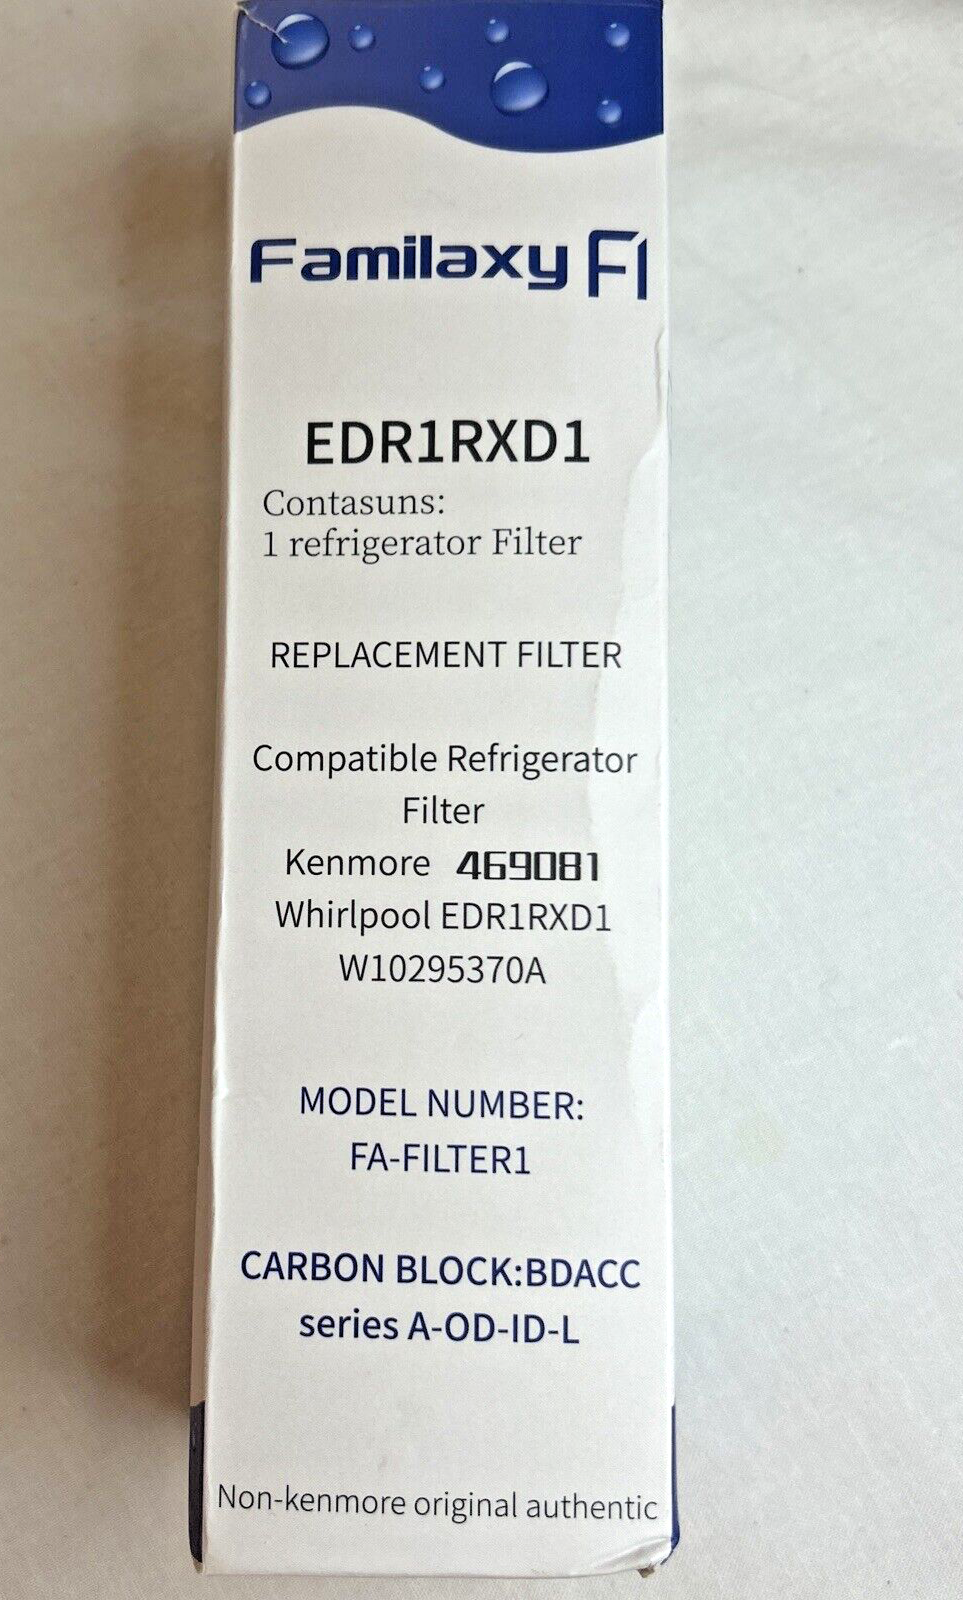 Familaxy F1
EDR1RXD1
Contasuns:
1 refrigerator Filter
REPLACEMENT FILTER
Compatible Refrigerator
Filter
Kenmore 469081
Whirlpool EDR1RXD1
W10295370A
MODEL NUMBER:
FA-FILTER1
CARBON BLOCK:BDACC
series A-OD-ID-L
Non-kenmore original authentic